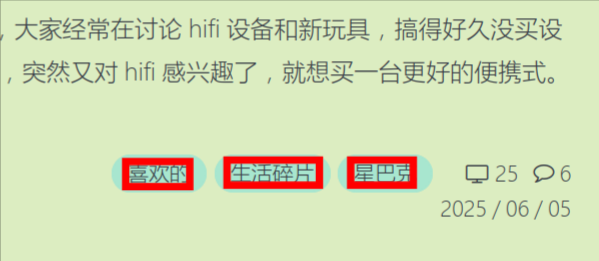 ，大家经常在讨论 hifi 设备和新玩具，搞得好久没买设
，突然又对 hifi 感兴趣了，就想买一台更好的便携式。
喜欢的 生活碎片 星巴克 25 6
2025 / 06 / 05